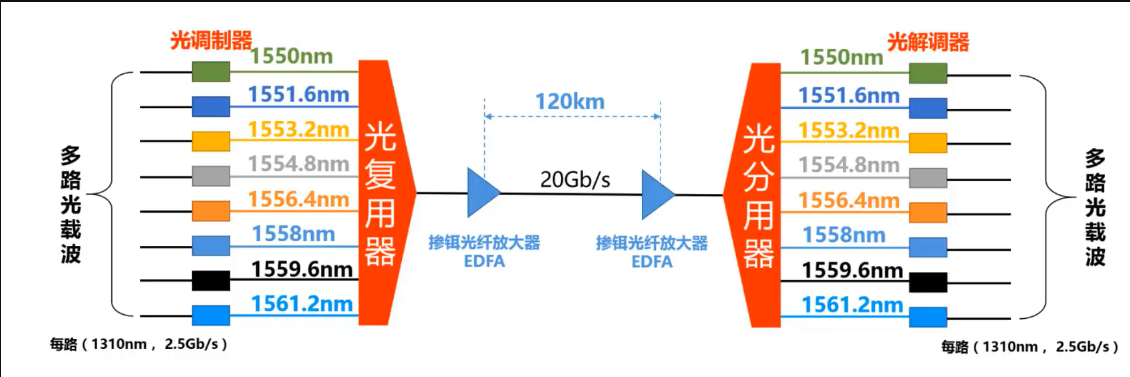 光调制器
1550nm
1551.6nm
1553.2nm
1554.8nm
1556.4nm
1558nm
1559.6nm
1561.2nm
多路光载波
每路（1310nm ，2.5Gb/s）
光复用器
120km
20Gb/s
掺铒光纤放大器
EDFA
掺铒光纤放大器
EDFA
光分用器
光解调器
1550nm
1551.6nm
1553.2nm
1554.8nm
1556.4nm
1558nm
1559.6nm
1561.2nm
多路光载波
每路（1310nm ，2.5Gb/s）